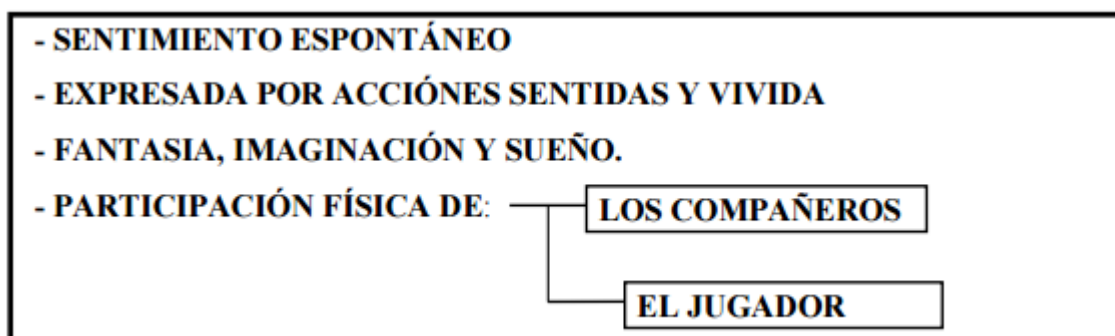 - SENTIMIENTO ESPONTÁNEO
- EXPRESADA POR ACCIÓNES SENTIDAS Y VIVIDA
- FANTASIA, IMAGINACIÓN Y SUEÑO.
- PARTICIPACIÓN FÍSICA DE: LOS COMPAÑEROS
EL JUGADOR